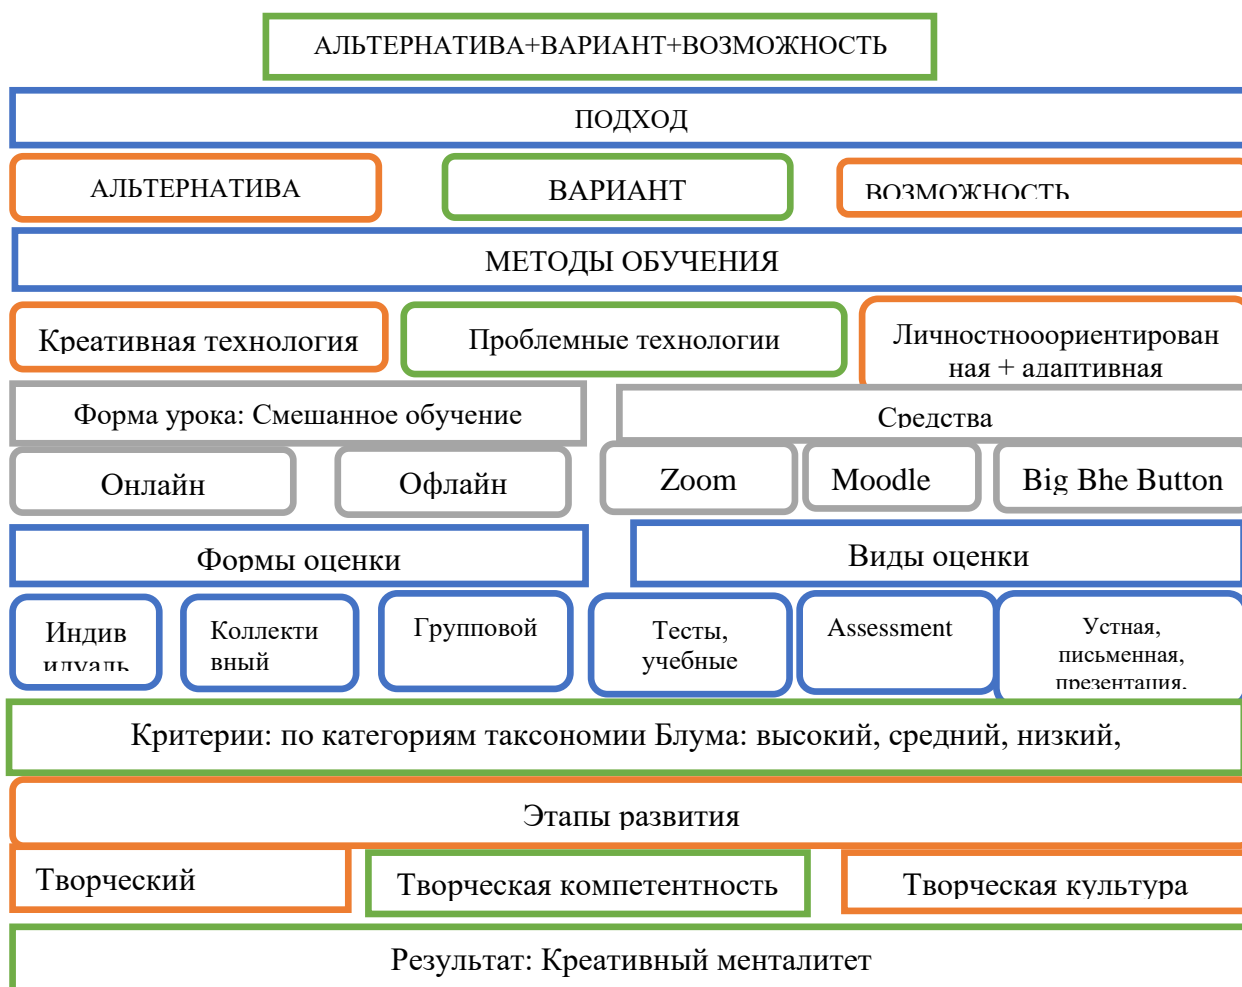 АЛЬТЕРНАТИВА+ВАРИАНТ+ВОЗМОЖНОСТЬ
ПОДХОД
АЛЬТЕРНАТИВА
ВАРИАНТ
ВОЗМОЖНОСТЬ
МЕТОДЫ ОБУЧЕНИЯ
Креативная технология
Проблемные технологии
Личностнооориентирован
ная + адаптивная
Форма урока: Смешанное обучение
Средства
Онлайн
Офлайн
Zoom
Moodle
Big Bhe Button
Формы оценки
Виды оценки
Индив
идуаль
Коллекти
вный
Групповой
Тесты,
учебные
Assessment
Устная,
письменная,
презентация,
Критерии: по категориям таксономии Блума: высокий, средний, низкий,
Этапы развития
Творческий
Творческая компетентность
Творческая культура
Результат: Креативный менталитет